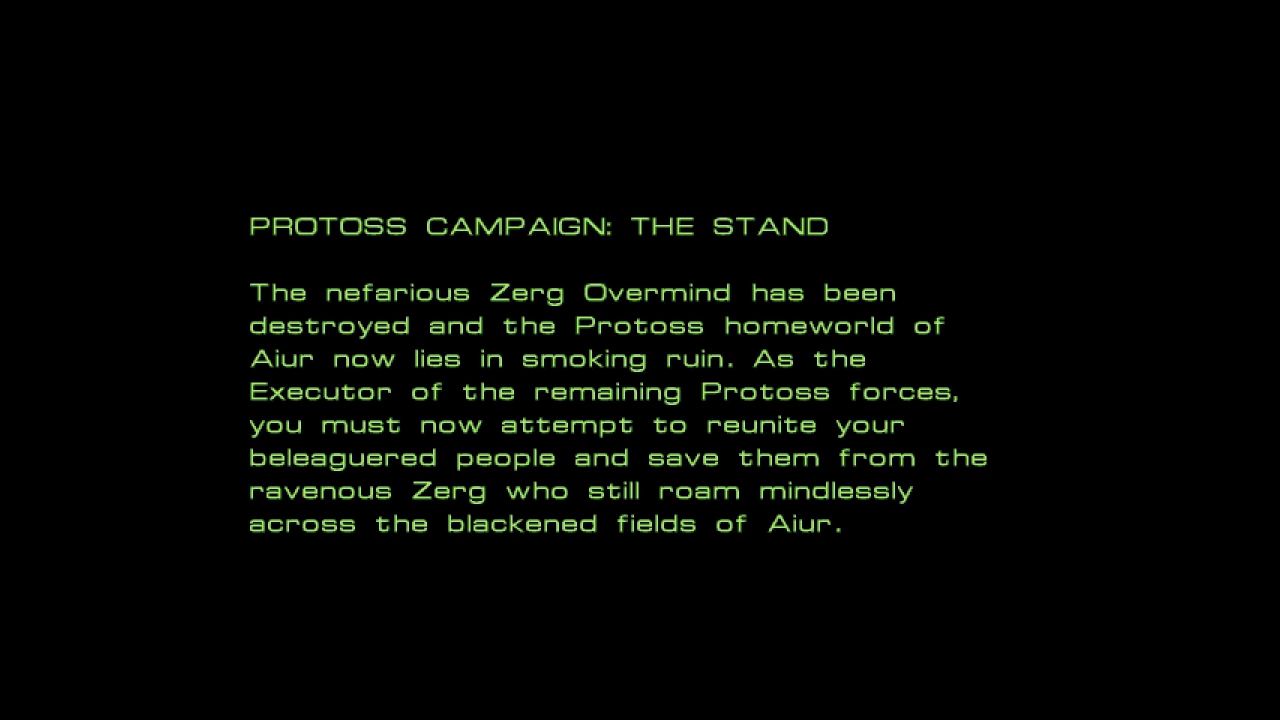 PROTOSS CAMPAIGN: THE STAND
The nefarious Zerg Overmind has been
destroyed and the Protoss homeworld of
Aiur now lies in smoking ruin. As the
Executor of the remaining Protoss forces,
you must now attempt to reunite your
beleaguered people and save them from the
ravenous Zerg who still roam mindlessly
across the blackened fields of Aiur.